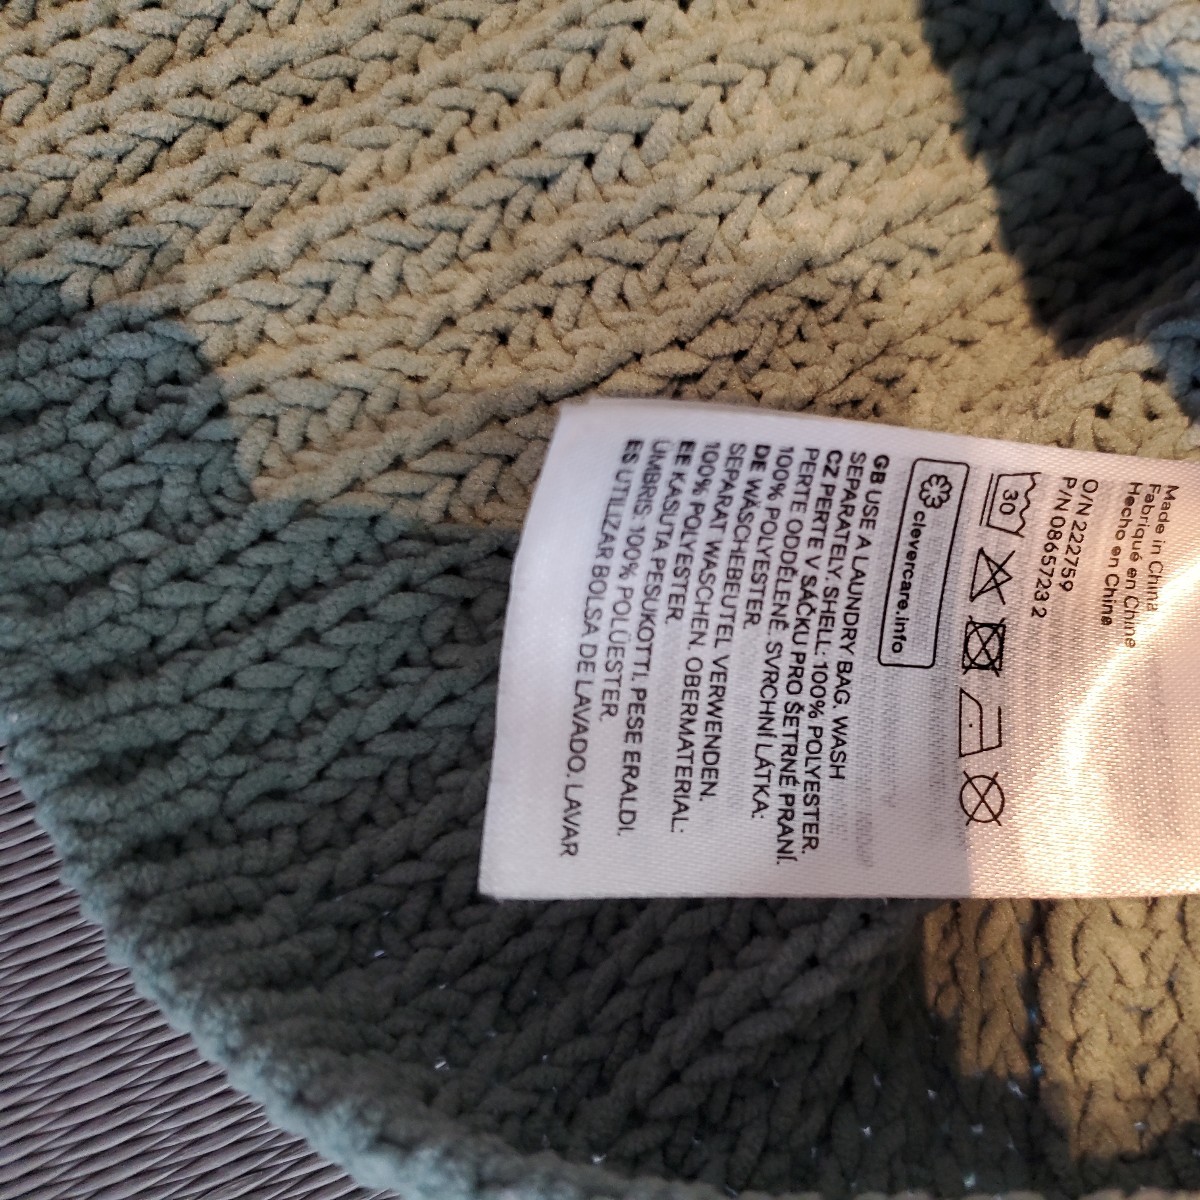 Made in China
Fabriqué en Chine
Hecho en Chine
O/N 222759
P/N 0865723 2
30
clevercare.info
GB USE A LAUNDRY BAG. WASH
SEPARATELY. SHELL: 100% POLYESTER.
CZ PERTE V SÁČKU PRO ŠETRNÉ PRANÍ.
PERTE ODDĚLENĚ. SVRCHNÍ LÁTKA:
100% POLYESTER.
DE WÄSCHEBEUTEL VERWENDEN.
SEPARAT WASCHEN. OBERMATERIAL:
100% POLYESTER.
EE KASUTA PESUKOTTI. PESE ERALDI.
ÜMBRIS: 100% POLÜESTER.
ES UTILIZAR BOLSA DE LAVADO. LAVAR